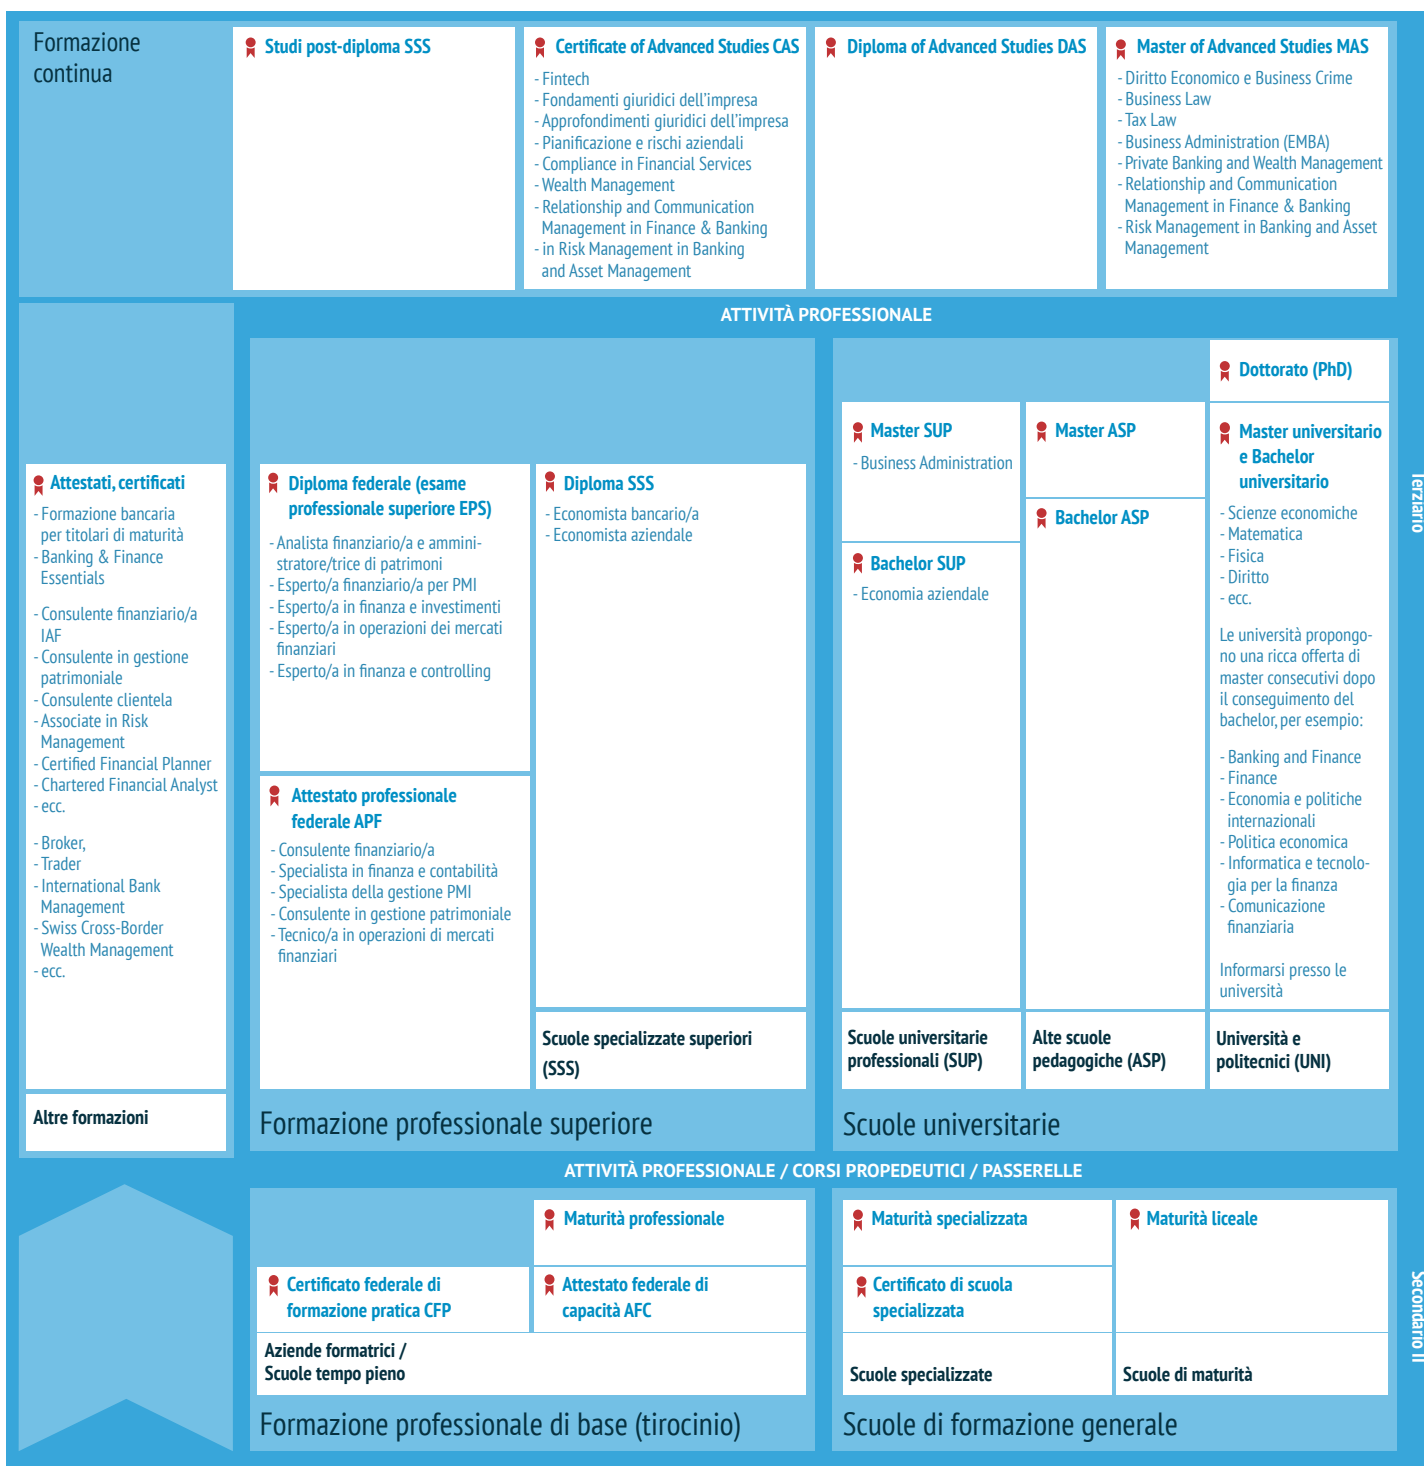 Formazione
continua
Studi post-diploma SSS
Certificate of Advanced Studies CAS
- Fintech
- Fondamenti giuridici dell'impresa
- Approfondimenti giuridici dell'impresa
- Pianificazione e rischi aziendali
- Compliance in Financial Services
- Wealth Management
- Relationship and Communication
Management in Finance & Banking
- in Risk Management in Banking
and Asset Management
Diploma of Advanced Studies DAS
Master of Advanced Studies MAS
- Diritto Economico e Business Crime
- Business Law
- Tax Law
- Business Administration (EMBA)
- Private Banking and Wealth Management
- Relationship and Communication
Management in Finance & Banking
- Risk Management in Banking and Asset
Management
ATTIVITÀ PROFESSIONALE
Attestati, certificati
- Formazione bancaria
per titolari di maturità
- Banking & Finance
Essentials
- Consulente finanziario/a
IAF
- Consulente in gestione
patrimoniale
- Consulente clientela
- Associate in Risk
Management
- Certified Financial Planner
- Chartered Financial Analyst
- ecc.
- Broker,
- Trader
- International Bank
Management
- Swiss Cross-Border
Wealth Management
- ecc.
Altre formazioni
Diploma federale (esame
professionale superiore EPS)
- Analista finanziario/a e ammini-
stratore/trice di patrimoni
- Esperto/a finanziario/a per PMI
- Esperto/a in finanza e investimenti
- Esperto/a in operazioni dei mercati
finanziari
- Esperto/a in finanza e controlling
Attestato professionale
federale APF
- Consulente finanziario/a
- Specialista in finanza e contabilità
- Specialista della gestione PMI
- Consulente in gestione patrimoniale
- Tecnico/a in operazioni di mercati
finanziari
Diploma SSS
- Economista bancario/a
- Economista aziendale
Scuole specializzate superiori
(SSS)
Formazione professionale superiore
Master SUP
- Business Administration
Bachelor SUP
- Economia aziendale
Scuole universitarie
professionali (SUP)
Master ASP
Bachelor ASP
Alte scuole
pedagogiche (ASP)
Dottorato (PhD)
Master universitario
e Bachelor
universitario
- Scienze economiche
- Matematica
- Fisica
- Diritto
- ecc.
Le università propongo-
no una ricca offerta di
master consecutivi dopo
il conseguimento del
bachelor, per esempio:
- Banking and Finance
- Finance
- Economia e politiche
internazionali
- Politica economica
- Informatica e tecnolo-
gia per la finanza
- Comunicazione
finanziaria
Informarsi presso le
università
Università e
politecnici (UNI)
Scuole universitarie
Terziario
ATTIVITÀ PROFESSIONALE / CORSI PROPEDEUTICI / PASSERELLE
Certificato federale di
formazione pratica CFP
Maturità professionale
Attestato federale di
capacità AFC
Aziende formatrici /
Scuole tempo pieno
Formazione professionale di base (tirocinio)
Maturità specializzata
Certificato di scuola
specializzata
Scuole specializzate
Maturità liceale
Scuole di maturità
Scuole di formazione generale
Secondario II